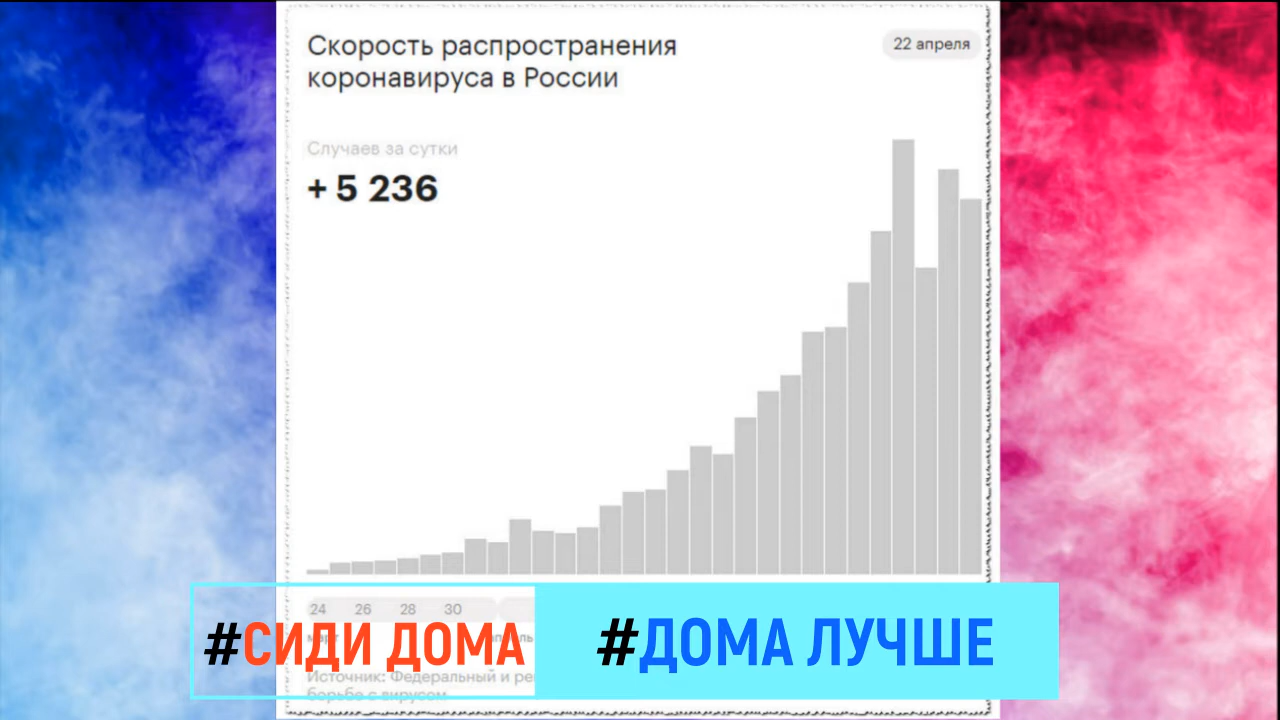 Скорость распространения
коронавируса в России
22 апреля
Случаев за сутки
+ 5 236
24 26 28 30
#СИДИ ДОМА
#ДОМА ЛУЧШЕ
Источник: Федеральный и
борьбе с вирусом